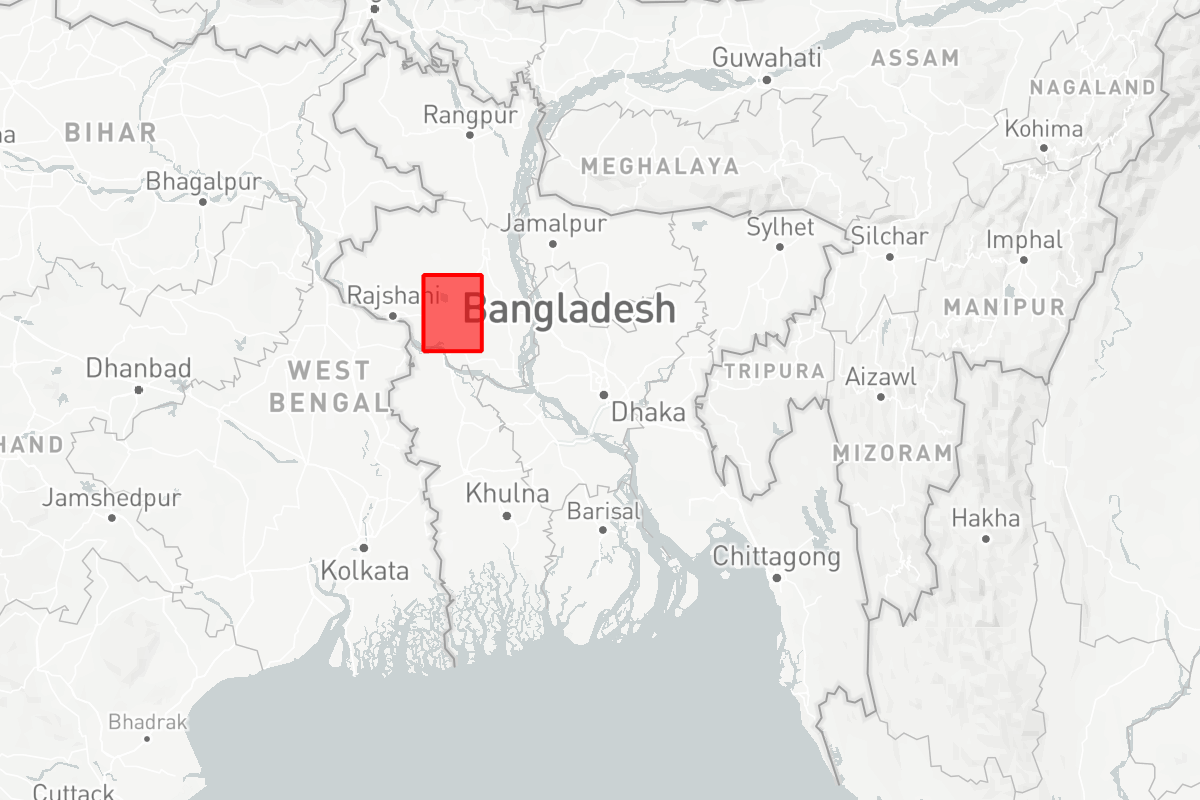 Guwahati
ASSAM
NAGALAND
Rangpur
Kohima
BIHAR
MEGHALAYA
Bhagalpur
Jamalpur
Sylhet
Silchar
Imphal
Rajshahi
Bangladesh
MANIPUR
Dhanbad
WEST
BENGAL
TRIPURA
Aizawl
Dhaka
HAND
MIZORAM
Jamshedpur
Khulna
Barisal
Hakha
Kolkata
Chittagong
Bhadrak
Cuttack